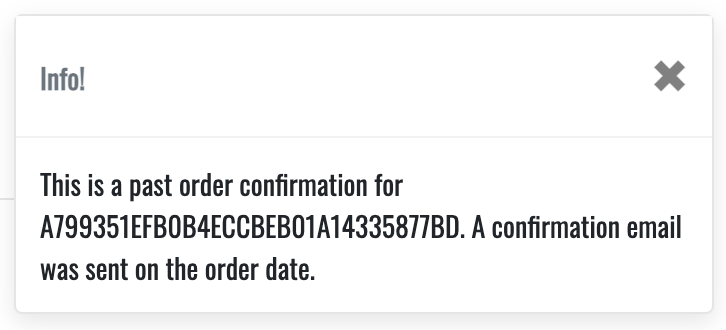 Info!
This is a past order confirmation for
A799351EFB0B4ECCBEB01A14335877BD. A confirmation email
was sent on the order date.